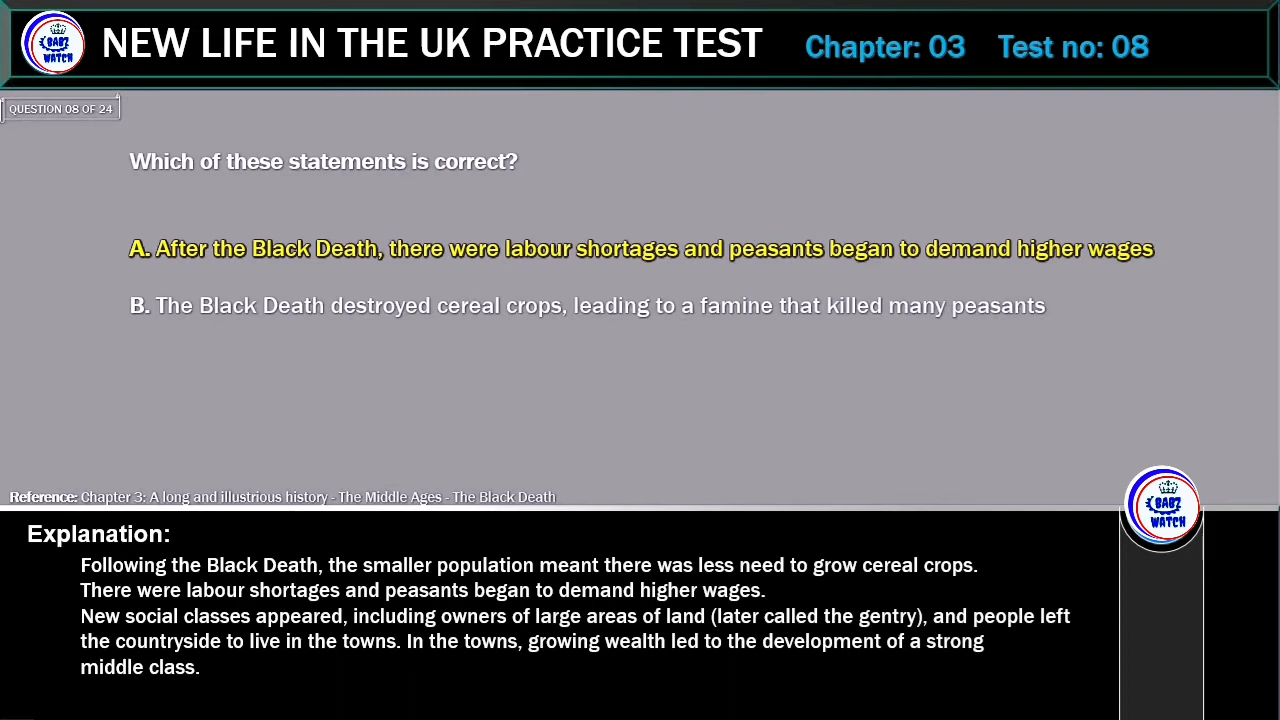 BABZ
WATCH
NEW LIFE IN THE UK PRACTICE TEST
Chapter: 03
Test no: 08
QUESTION 08 OF 24
Which of these statements is correct?
A. After the Black Death, there were labour shortages and peasants began to demand higher wages
B. The Black Death destroyed cereal crops, leading to a famine that killed many peasants
Reference: Chapter 3: A long and illustrious history - The Middle Ages - The Black Death
BABZ
WATCH
Explanation:
Following the Black Death, the smaller population meant there was less need to grow cereal crops.
There were labour shortages and peasants began to demand higher wages.
New social classes appeared, including owners of large areas of land (later called the gentry), and people left
the countryside to live in the towns. In the towns, growing wealth led to the development of a strong
middle class.